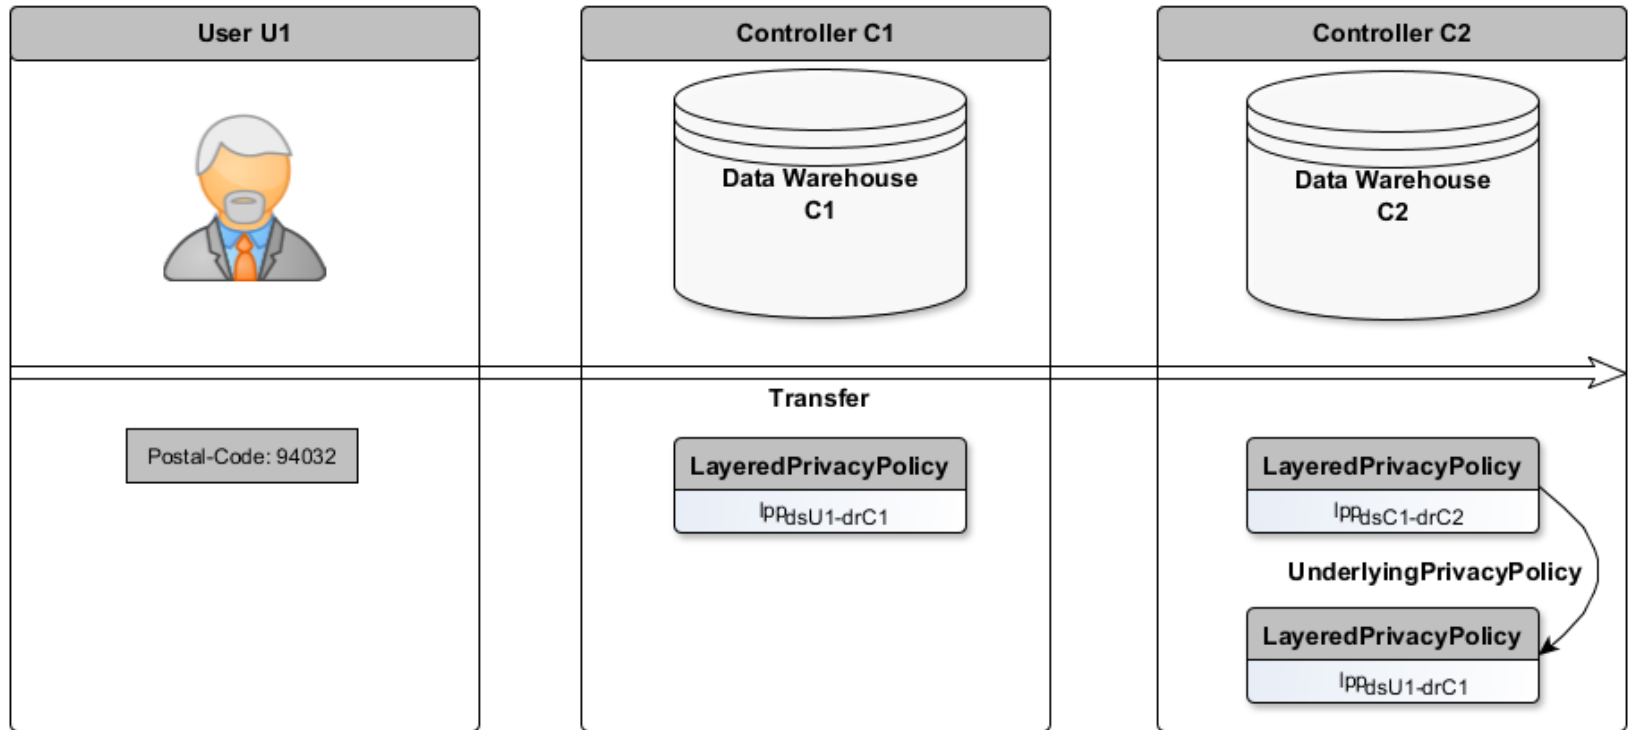 User U1
Controller C1
Controller C2
Data Warehouse
C1
Data Warehouse
C2
Transfer
Postal-Code: 94032
LayeredPrivacyPolicy
lppdsU1-drC1
LayeredPrivacyPolicy
lppdsC1-drC2
UnderlyingPrivacyPolicy
LayeredPrivacyPolicy
lppdsU1-drC1